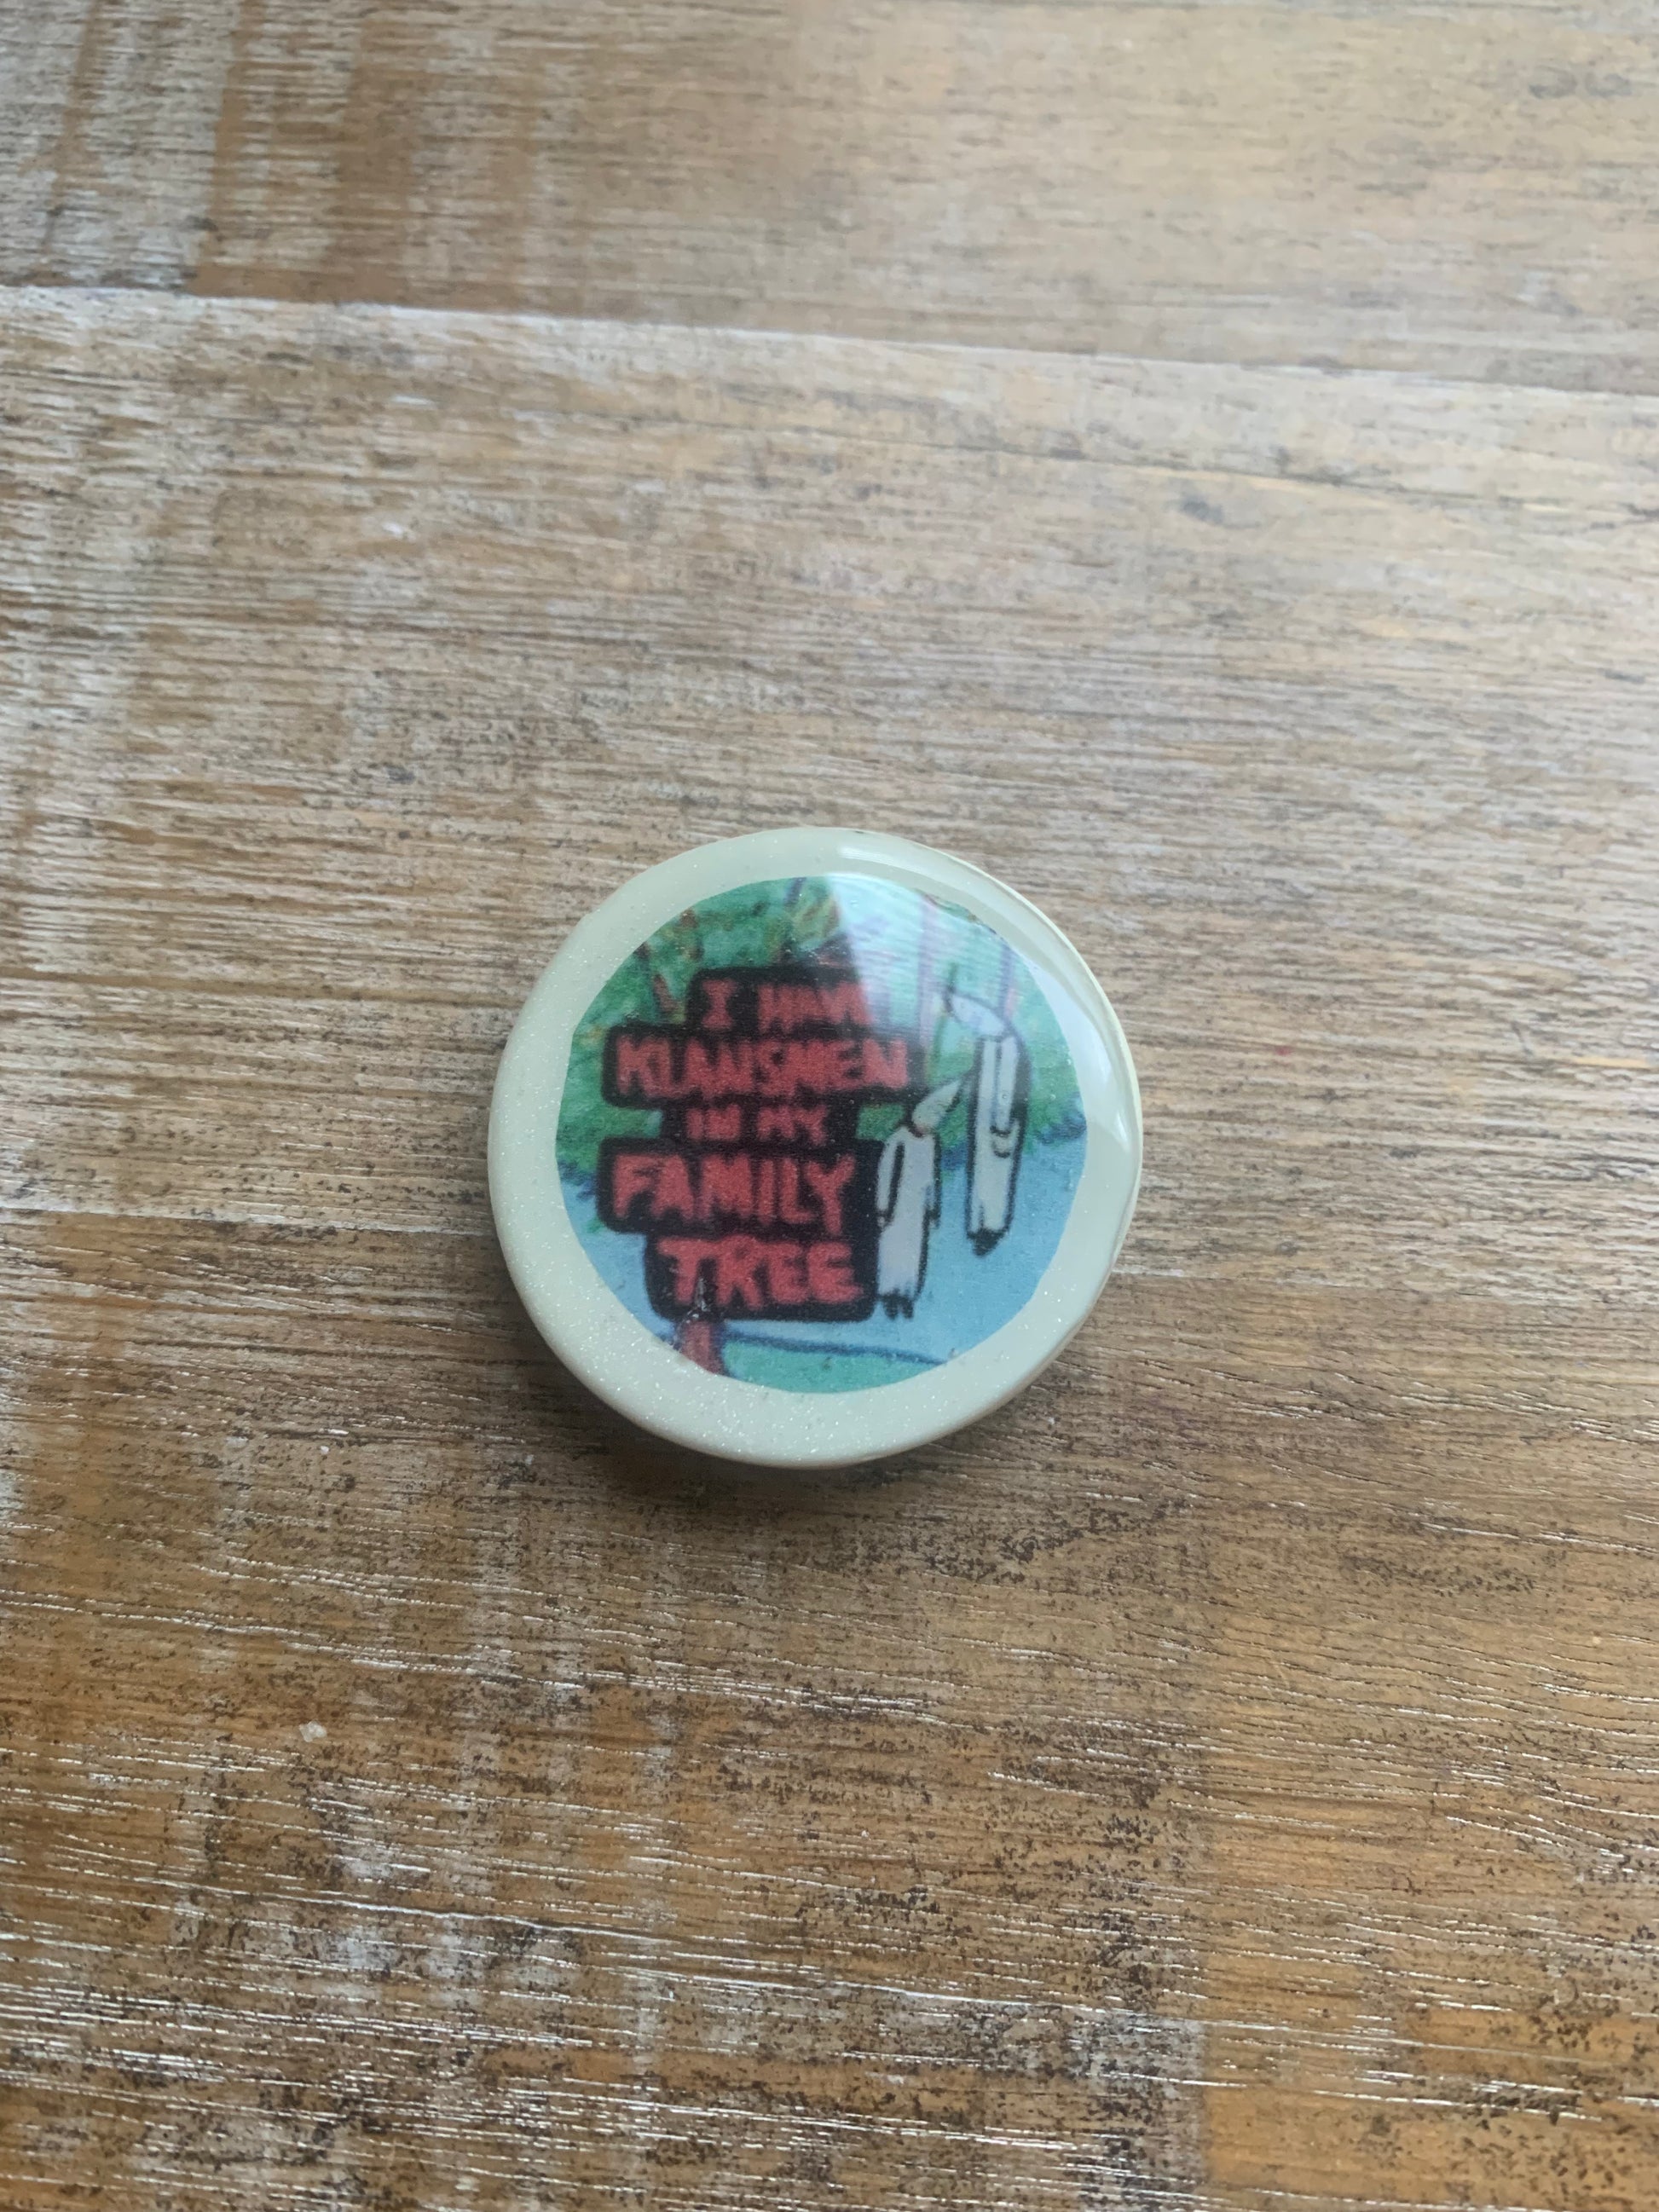 I HAVE
KLANSMEN
IN MY
FAMILY
TREE